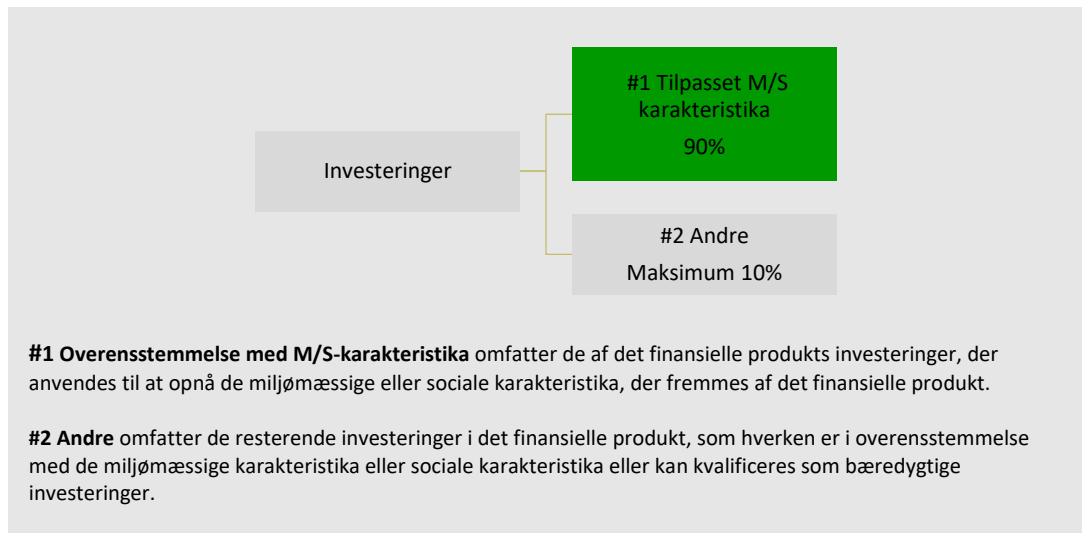 #1 Tilpasset M/S
karakteristika
90%
Investeringer
#2 Andre
Maksimum 10%
#1 Overensstemmelse med M/S-karakteristika omfatter de af det finansielle produkts investeringer, der
anvendes til at opnå de miljømæssige eller sociale karakteristika, der fremmes af det finansielle produkt.
#2 Andre omfatter de resterende investeringer i det finansielle produkt, som hverken er i overensstemmelse
med de miljømæssige karakteristika eller sociale karakteristika eller kan kvalificeres som bæredygtige
investeringer.